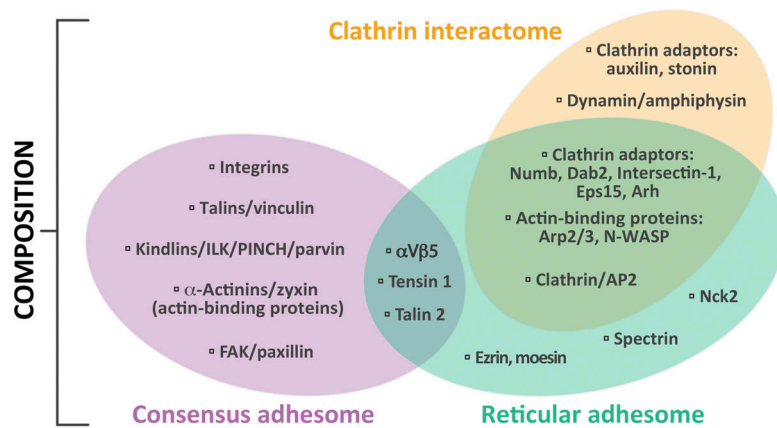 Clathrin interactome
▫ Clathrin adaptors:
auxilin, stonin
▫ Dynamin/amphiphysin
COMPOSITION
▫ Integrins
▫ Talins/vinculin
▫ Kindlins/ILK/PINCH/parvin
▫ α-Actinins/zyxin
(actin-binding proteins)
▫ FAK/paxillin
▫ αVβ5
▫ Tensin 1
▫ Talin 2
▫ Clathrin adaptors:
Numb, Dab2, Intersectin-1,
Eps15, Arh
▫ Actin-binding proteins:
Arp2/3, N-WASP
▫ Clathrin/AP2
▫ Nck2
▫ Spectrin
▫ Ezrin, moesin
Consensus adhesome
Reticular adhesome